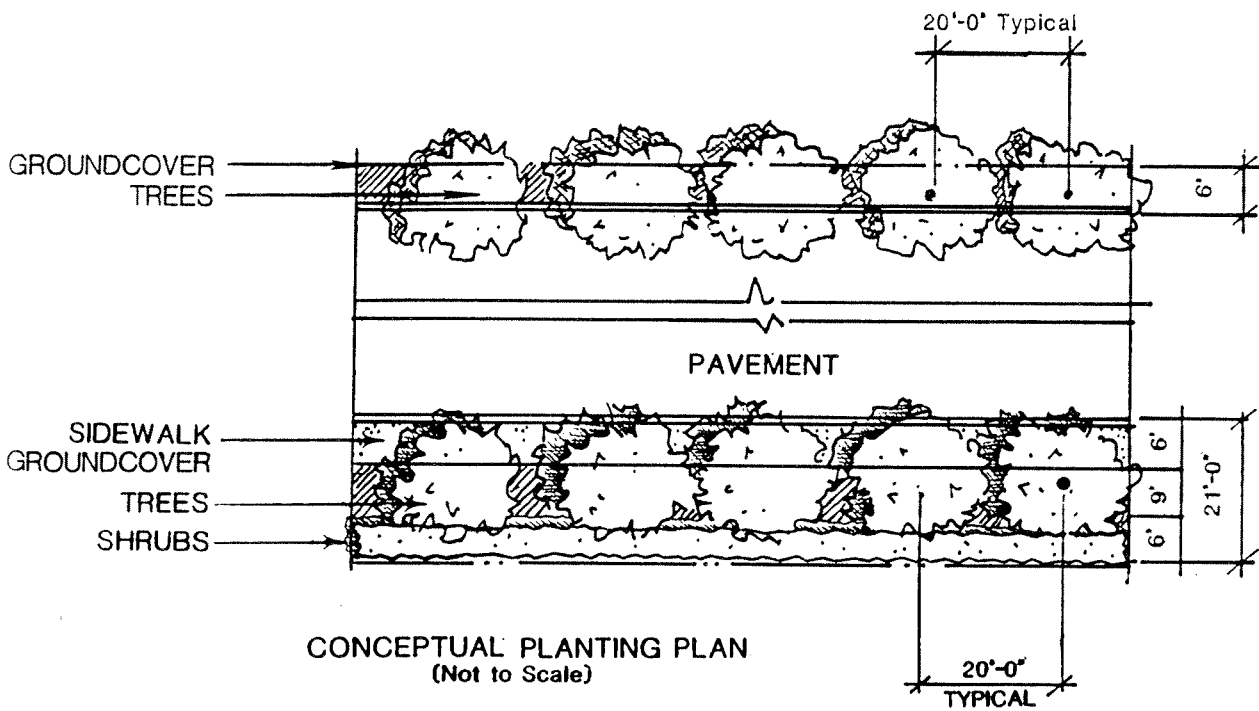 20'-0" Typical
GROUNDCOVER
TREES
6'
PAVEMENT
SIDEWALK
GROUNDCOVER
TREES
SHRUBS
6'
9'
6'
21'-0"
CONCEPTUAL PLANTING PLAN
(Not to Scale)
20'-0"
TYPICAL